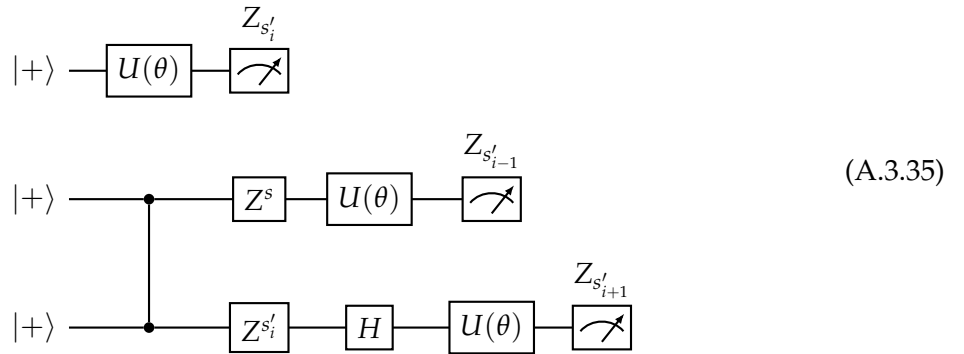 Z_{s'_i}
|+⟩ U(θ)
Z_{s'_{i-1}}
(A.3.35)
|+⟩ Z^s U(θ)
Z_{s'_{i+1}}
|+⟩ Z^{s'_i} H U(θ)